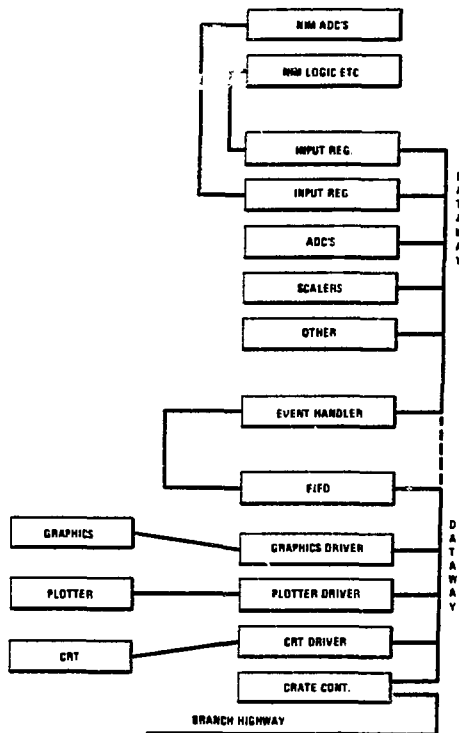 NIM ADC'S
NIM LOGIC ETC
INPUT REG.
INPUT REG
ADC'S
SCALERS
OTHER
EVENT HANDLER
FIFO
DATAWAY
GRAPHICS
GRAPHICS DRIVER
PLOTTER
PLOTTER DRIVER
CRT DRIVER
CRT
CRATE CONT.
BRANCH HIGHWAY